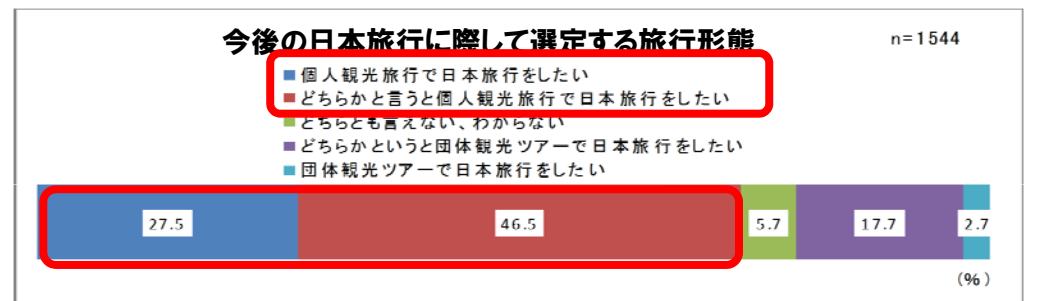 今後の日本旅行に際して選定する旅行形態
n=1544
■個人観光旅行で日本旅行をしたい
■どちらかと言うと個人観光旅行で日本旅行をしたい
■どちらとも言えない、わからない
■どちらかというと団体観光ツアーで日本旅行をしたい
■団体観光ツアーで日本旅行をしたい
27.5 46.5 5.7 17.7 2.7
(%)